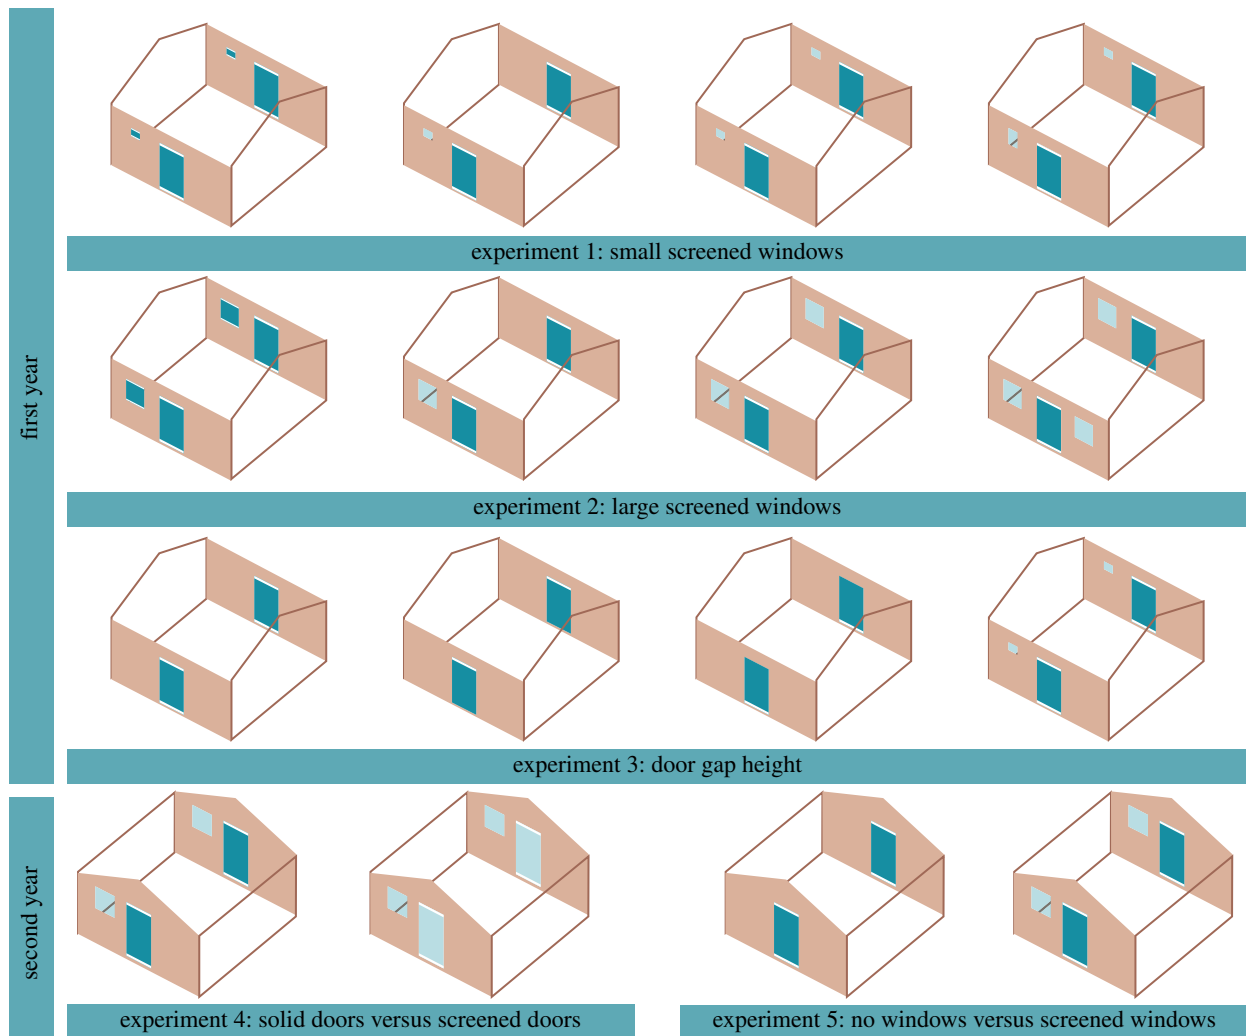 first year
experiment 1: small screened windows
experiment 2: large screened windows
experiment 3: door gap height
second year
experiment 4: solid doors versus screened doors
experiment 5: no windows versus screened windows